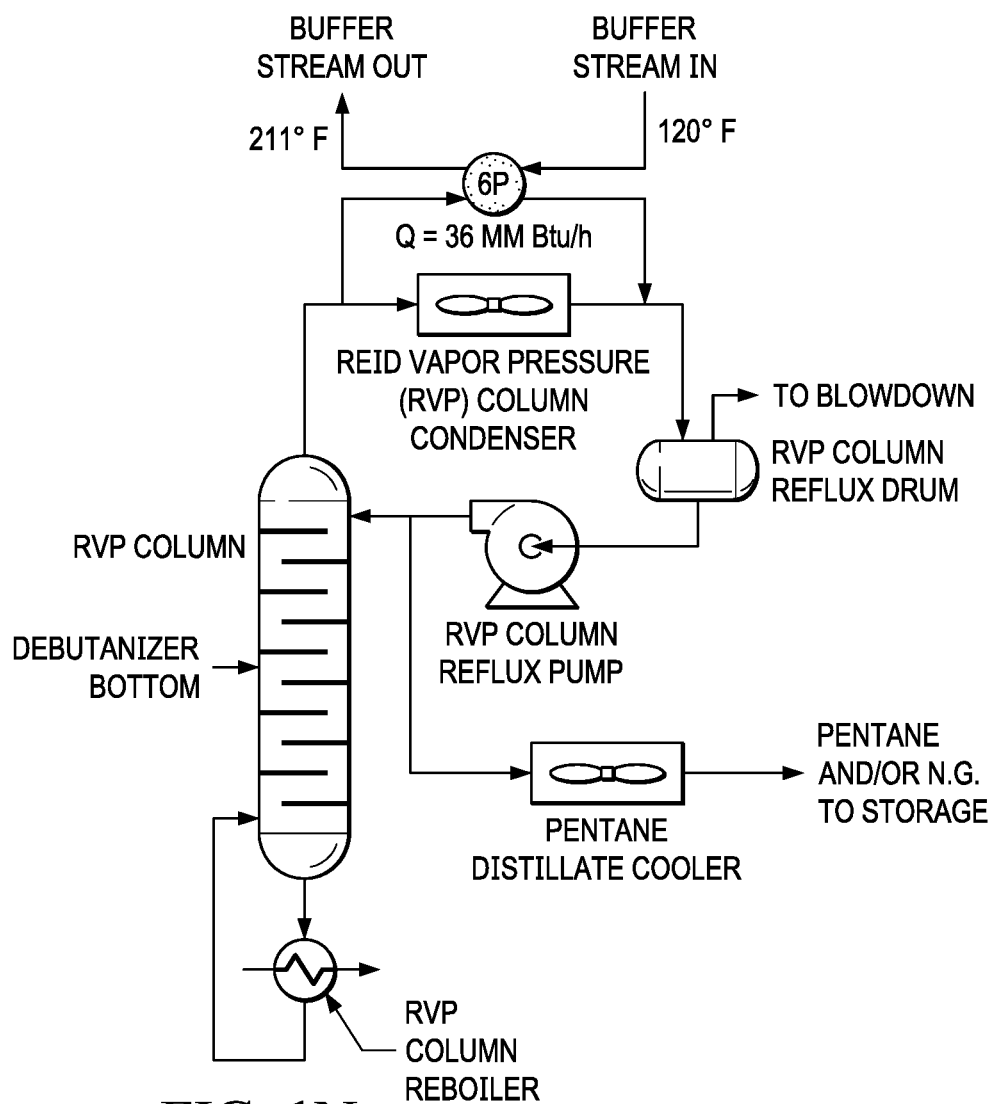 BUFFER
STREAM OUT
BUFFER
STREAM IN
211° F
120° F
6P
Q = 36 MM Btu/h
REID VAPOR PRESSURE
(RVP) COLUMN
CONDENSER
TO BLOWDOWN
RVP COLUMN
REFLUX DRUM
RVP COLUMN
RVP COLUMN
REFLUX PUMP
DEBUTANIZER
BOTTOM
PENTANE
AND/OR N.G.
TO STORAGE
PENTANE
DISTILLATE COOLER
RVP
COLUMN
REBOILER